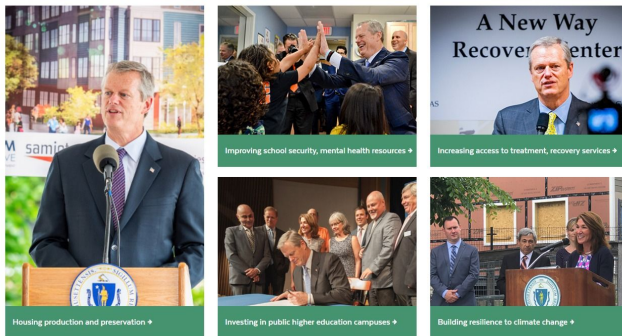 samiot
Housing production and preservation →
Improving school security, mental health resources →
A New Way
Recovery Center
Increasing access to treatment, recovery services →
Investing in public higher education campuses →
Building resilience to climate change →